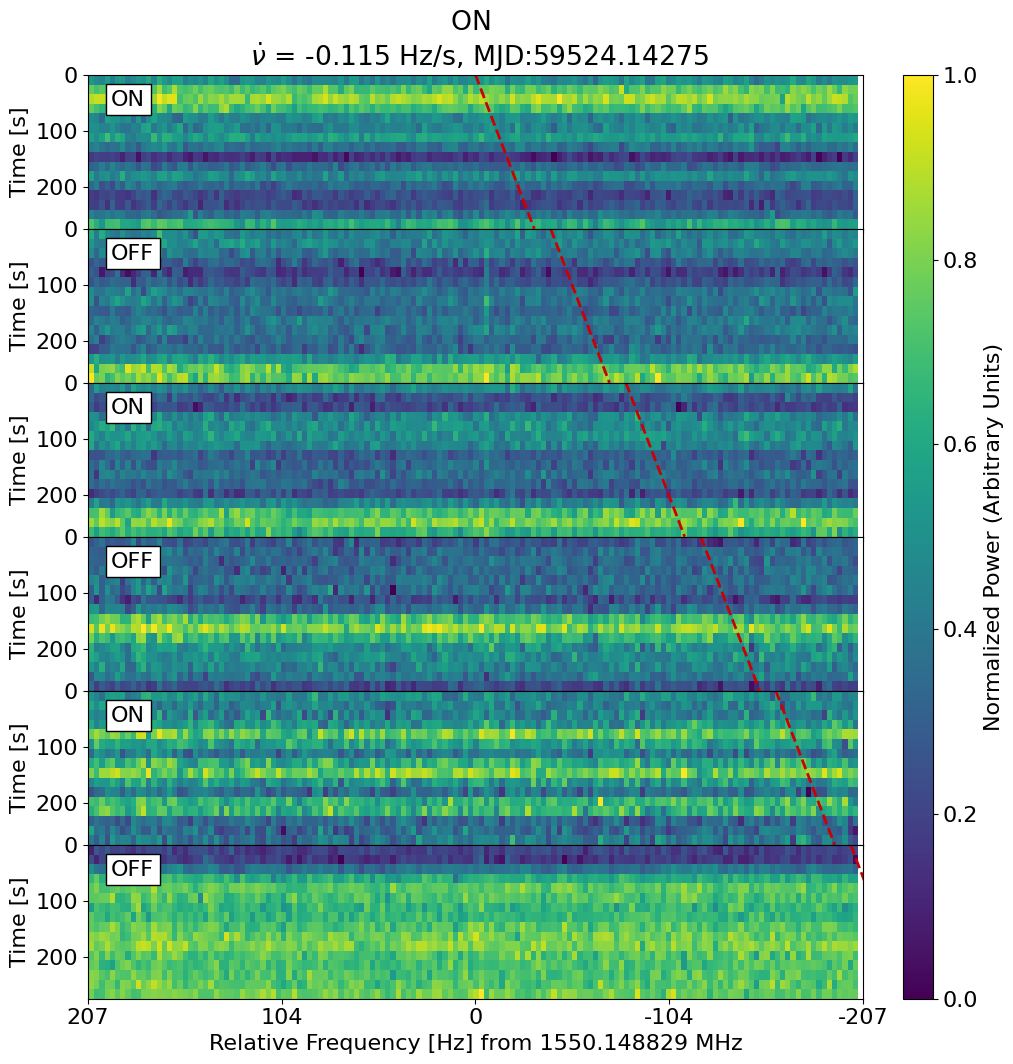 ON
ν̇ = -0.115 Hz/s, MJD:59524.14275
0
ON
100
200
Time [s]
0
OFF
100
200
Time [s]
0
ON
100
200
Time [s]
0
OFF
100
200
Time [s]
0
ON
100
200
Time [s]
0
OFF
100
200
Time [s]
207
104
0
-104
-207
Relative Frequency [Hz] from 1550.148829 MHz
1.0
0.8
0.6
0.4
0.2
0.0
Normalized Power (Arbitrary Units)